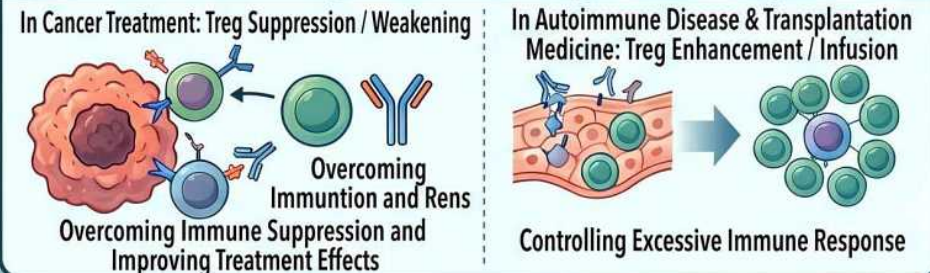 In Cancer Treatment: Treg Suppression / Weakening
Overcoming
Immuntion and Rens
Overcoming Immune Suppression and
Improving Treatment Effects
In Autoimmune Disease & Transplantation
Medicine: Treg Enhancement / Infusion
Controlling Excessive Immune Response